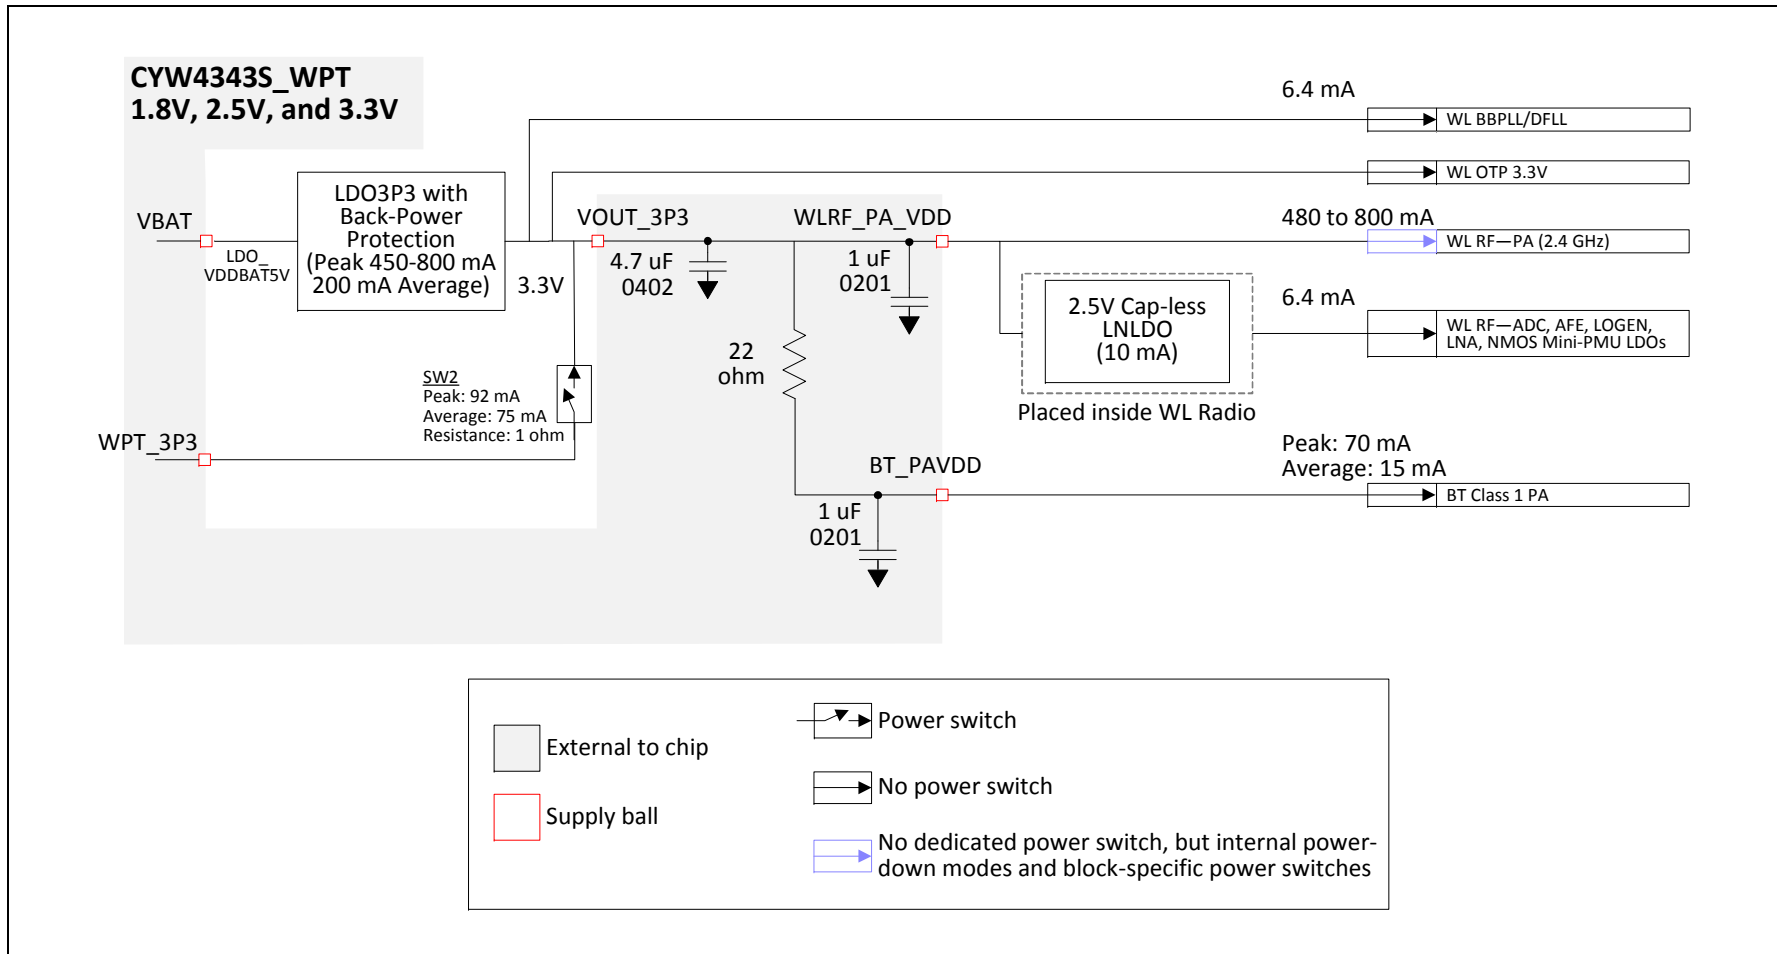 CYW4343S_WPT
1.8V, 2.5V, and 3.3V
6.4 mA
WL BBPLL/DFLL
WL OTP 3.3V
LDO3P3 with
Back-Power
Protection
(Peak 450-800 mA
200 mA Average)
VBAT
LDO_
VDDBAT5V
3.3V
VOUT_3P3
WLRF_PA_VDD
480 to 800 mA
WL RF—PA (2.4 GHz)
4.7 uF
0402
1 uF
0201
2.5V Cap-less
LNLDO
(10 mA)
6.4 mA
WL RF—ADC, AFE, LOGEN,
LNA, NMOS Mini-PMU LDOs
22
ohm
Placed inside WL Radio
SW2
Peak: 92 mA
Average: 75 mA
Resistance: 1 ohm
WPT_3P3
BT_PAVDD
Peak: 70 mA
Average: 15 mA
BT Class 1 PA
1 uF
0201
External to chip
Supply ball
Power switch
No power switch
No dedicated power switch, but internal power-
down modes and block-specific power switches